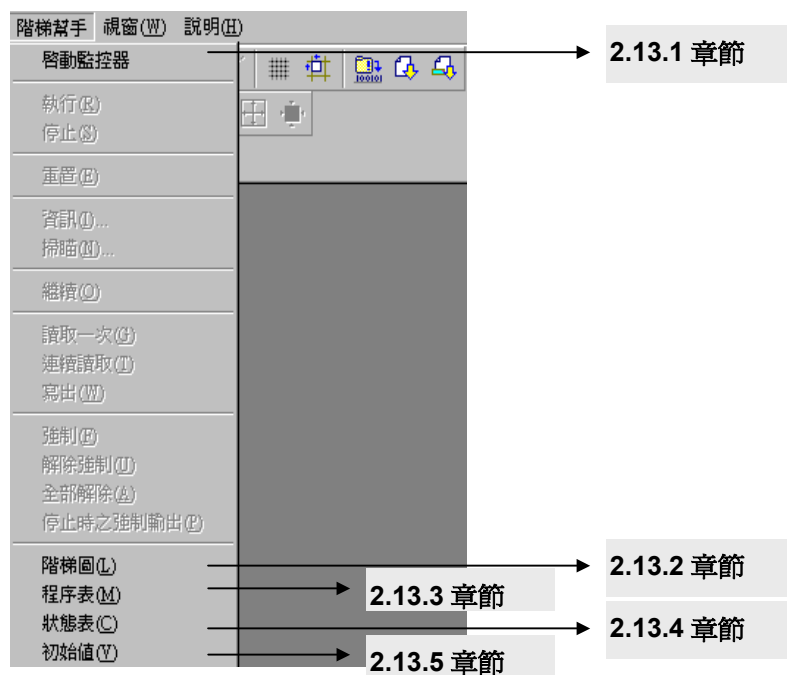 階梯幫手 視窗(W) 說明(H)
啓動監控器
2.13.1 章節
執行(R)
停止(S)
重置(E)
資訊(I)...
掃瞄(N)...
繼續(O)
讀取一次(G)
連續讀取(T)
寫出(W)
強制(F)
解除強制(U)
全部解除(A)
停止時之強制輸出(P)
階梯圖(L)
2.13.2 章節
程序表(M)
2.13.3 章節
狀態表(C)
2.13.4 章節
初始値(V)
2.13.5 章節